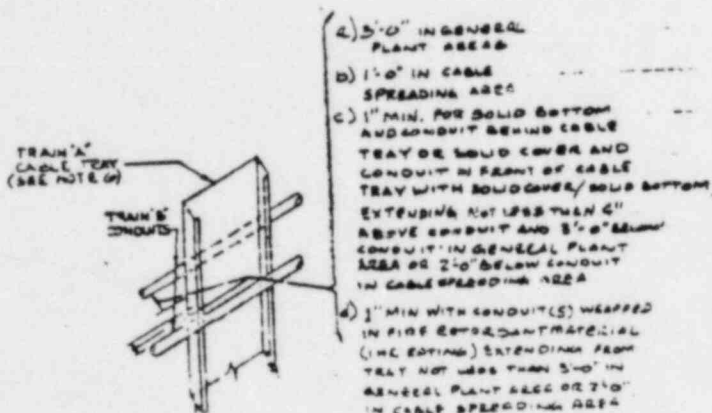 a) 3'-0" IN GENERAL
PLANT AREAS
b) 1'-0" IN CABLE
SPREADING AREA
c) 1" MIN. FOR SOLID BOTTOM
AND CONDUIT BEHIND CABLE
TRAY OR SOLID COVER AND
CONDUIT IN FRONT OF CABLE
TRAY WITH SOLID COVER/SOLID BOTTOM
EXTENDING NOT LESS THAN 6"
ABOVE CONDUIT AND 3'-0" BELOW
CONDUIT IN GENERAL PLANT
AREA OR 2'-0" BELOW CONDUIT
IN CABLE SPREADING AREA
d) 1" MIN WITH CONDUIT(S) WRAPPED
IN FIRE RETARDANT MATERIAL
(1HR RATING) EXTENDING FROM
TRAY NOT LESS THAN 3'-0" IN
GENERAL PLANT AREA OR 2'-0"
IN CABLE SPREADING AREA
TRAIN "A"
CABLE TRAY
(SEE NOTE 6)
TRAIN "B"
CONDUITS